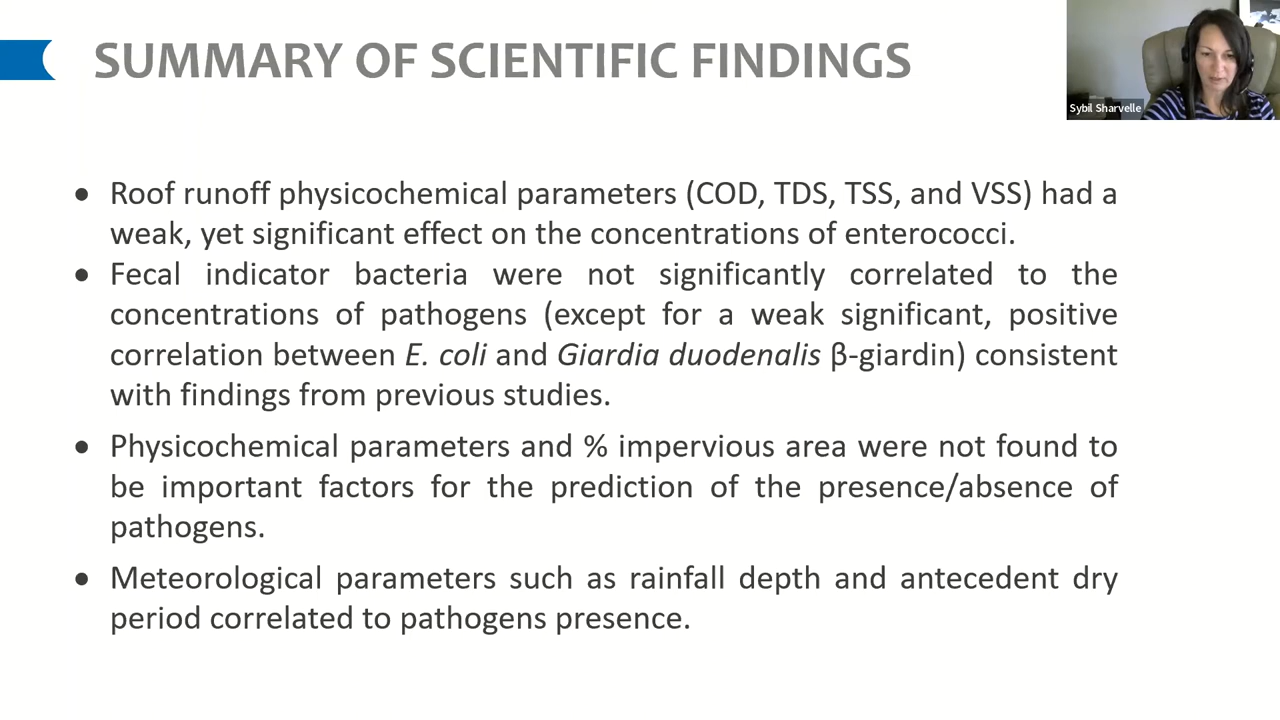 SUMMARY OF SCIENTIFIC FINDINGS
Sybil Sharvelle
• Roof runoff physicochemical parameters (COD, TDS, TSS, and VSS) had a
weak, yet significant effect on the concentrations of enterococci.
• Fecal indicator bacteria were not significantly correlated to the
concentrations of pathogens (except for a weak significant, positive
correlation between E. coli and Giardia duodenalis β-giardin) consistent
with findings from previous studies.
• Physicochemical parameters and % impervious area were not found to
be important factors for the prediction of the presence/absence of
pathogens.
• Meteorological parameters such as rainfall depth and antecedent dry
period correlated to pathogens presence.